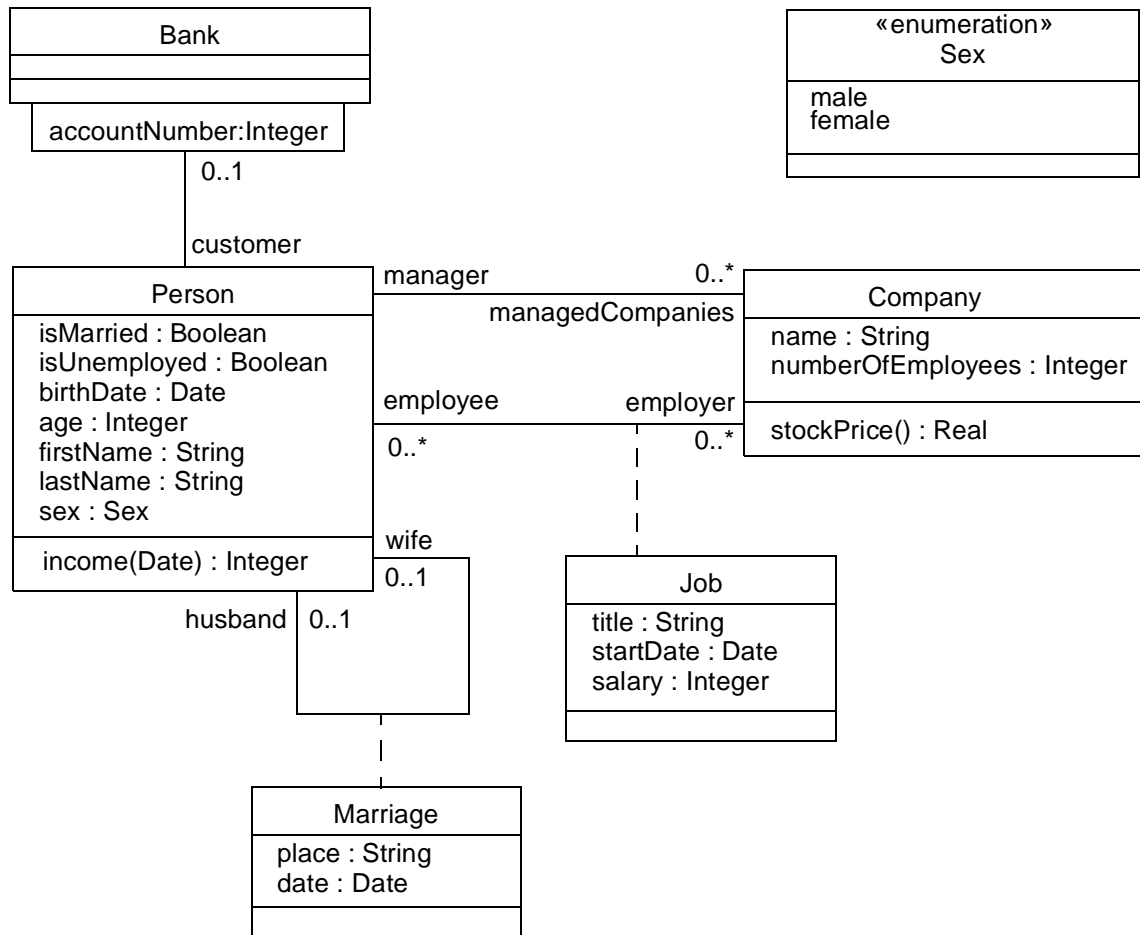 Bank
accountNumber:Integer
0..1
customer
«enumeration»
Sex
male
female
Person
isMarried : Boolean
isUnemployed : Boolean
birthDate : Date
age : Integer
firstName : String
lastName : String
sex : Sex
income(Date) : Integer
manager
0..*
managedCompanies
employee
employer
0..*
0..*
Company
name : String
numberOfEmployees : Integer
stockPrice() : Real
wife
0..1
husband
0..1
Job
title : String
startDate : Date
salary : Integer
Marriage
place : String
date : Date